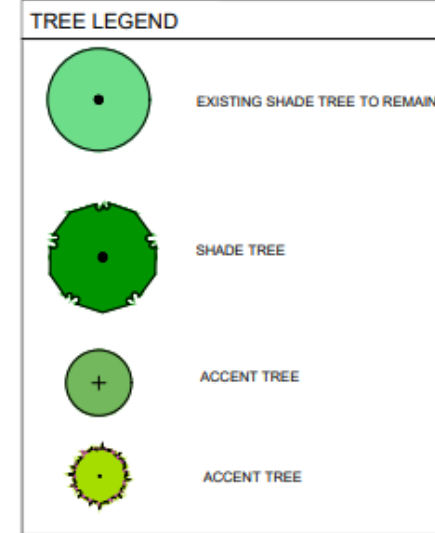 TREE LEGEND
EXISTING SHADE TREE TO REMAIN
SHADE TREE
ACCENT TREE
ACCENT TREE